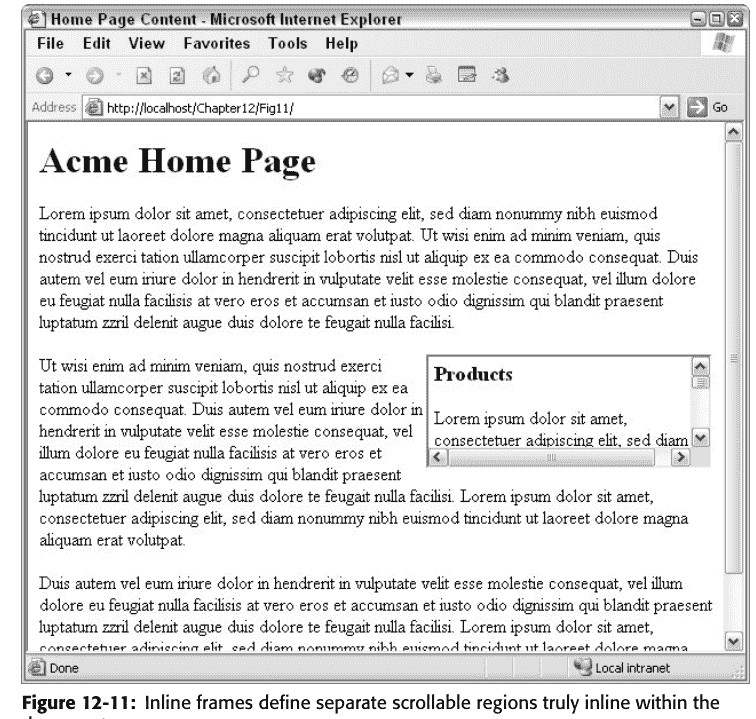 Home Page Content - Microsoft Internet Explorer
File Edit View Favorites Tools Help
Address http://localhost/Chapter12/Fig11/ Go
Acme Home Page
Lorem ipsum dolor sit amet, consectetuer adipiscing elit, sed diam nonummy nibh euismod
tincidunt ut laoreet dolore magna aliquam erat volutpat. Ut wisi enim ad minim veniam, quis
nostrud exerci tation ullamcorper suscipit lobortis nisl ut aliquip ex ea commodo consequat. Duis
autem vel eum iriure dolor in hendrerit in vulputate velit esse molestie consequat, vel illum dolore
eu feugiat nulla facilisis at vero eros et accumsan et iusto odio dignissim qui blandit praesent
luptatum zzril delenit augue duis dolore te feugait nulla facilisi.
Ut wisi enim ad minim veniam, quis nostrud exerci
tation ullamcorper suscipit lobortis nisl ut aliquip ex ea
commodo consequat. Duis autem vel eum iriure dolor in
hendrerit in vulputate velit esse molestie consequat, vel
illum dolore eu feugiat nulla facilisis at vero eros et
accumsan et iusto odio dignissim qui blandit praesent
Products
Lorem ipsum dolor sit amet,
consectetuer adipiscing elit, sed diam
luptatum zzril delenit augue duis dolore te feugait nulla facilisi. Lorem ipsum dolor sit amet,
consectetuer adipiscing elit, sed diam nonummy nibh euismod tincidunt ut laoreet dolore magna
aliquam erat volutpat.
Duis autem vel eum iriure dolor in hendrerit in vulputate velit esse molestie consequat, vel illum
dolore eu feugiat nulla facilisis at vero eros et accumsan et iusto odio dignissim qui blandit praesent
luptatum zzril delenit augue duis dolore te feugait nulla facilisi. Lorem ipsum dolor sit amet,
consectetuer adipiscing elit, sed diam nonummy nibh euismod tincidunt ut laoreet dolore magna
Done Local intranet
Figure 12-11: Inline frames define separate scrollable regions truly inline within the